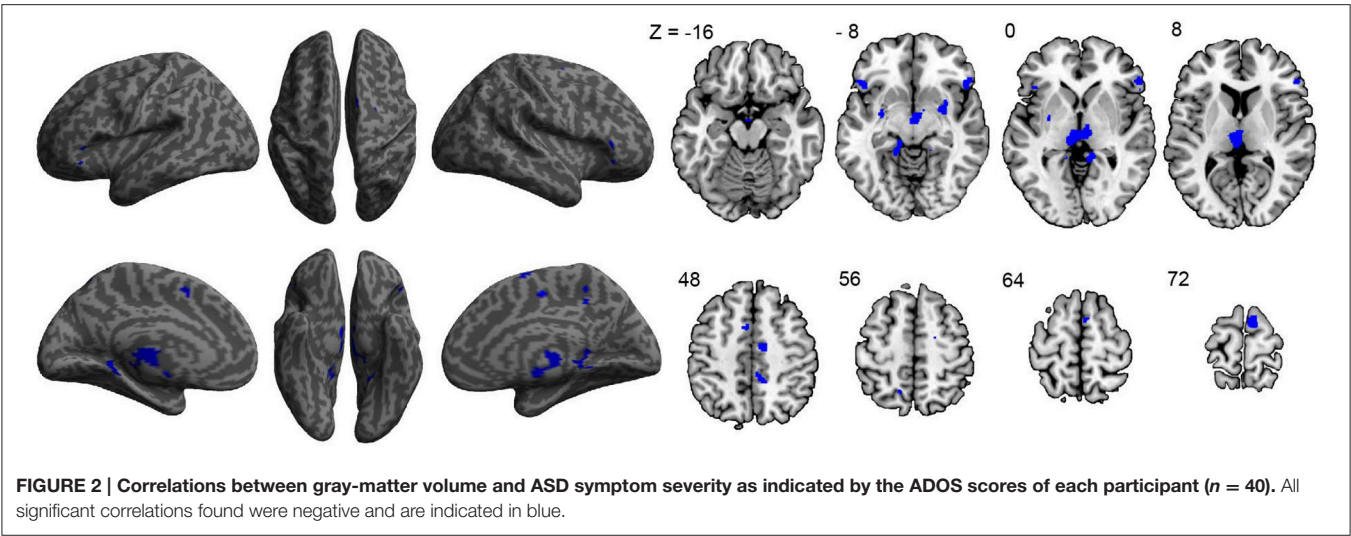 Z = -16
- 8
0
8
48
56
64
72
FIGURE 2 | Correlations between gray-matter volume and ASD symptom severity as indicated by the ADOS scores of each participant (n = 40). All
significant correlations found were negative and are indicated in blue.